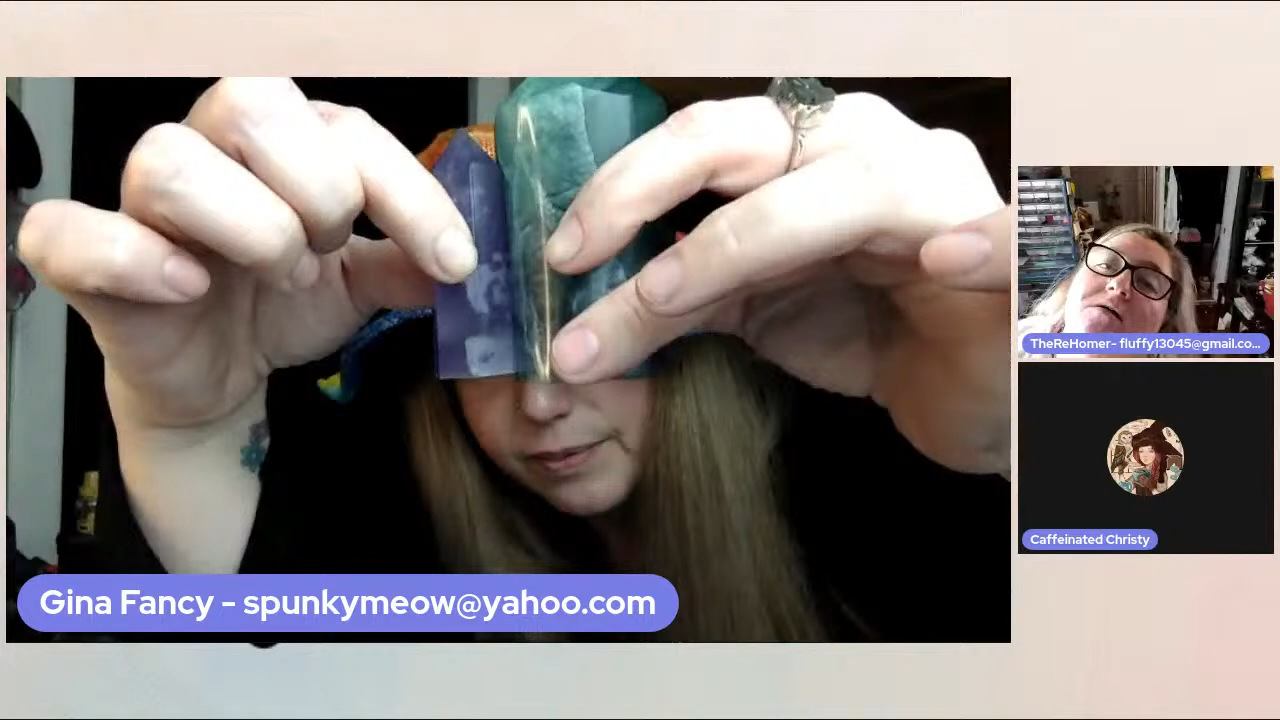 Gina Fancy - spunkymeow@yahoo.com
TheReHomer- fluffy13045@gmail.co...
Caffeinated Christy